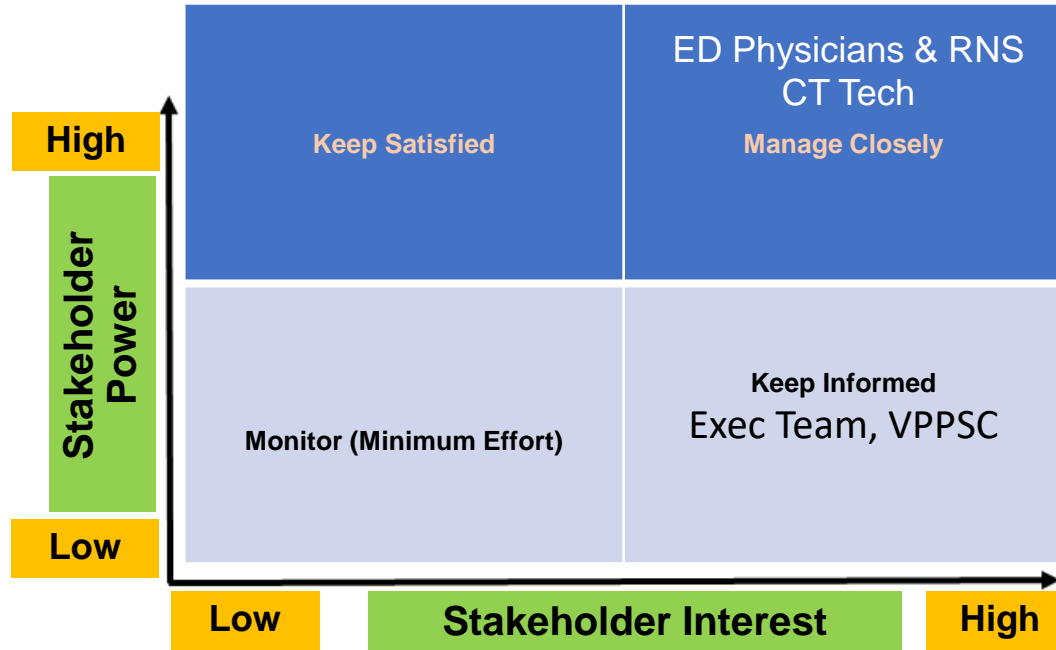 ED Physicians & RNS
CT Tech
High
Keep Satisfied
Manage Closely
Stakeholder
Power
Keep Informed
Exec Team, VPPSC
Monitor (Minimum Effort)
Low
Low
Stakeholder Interest
High